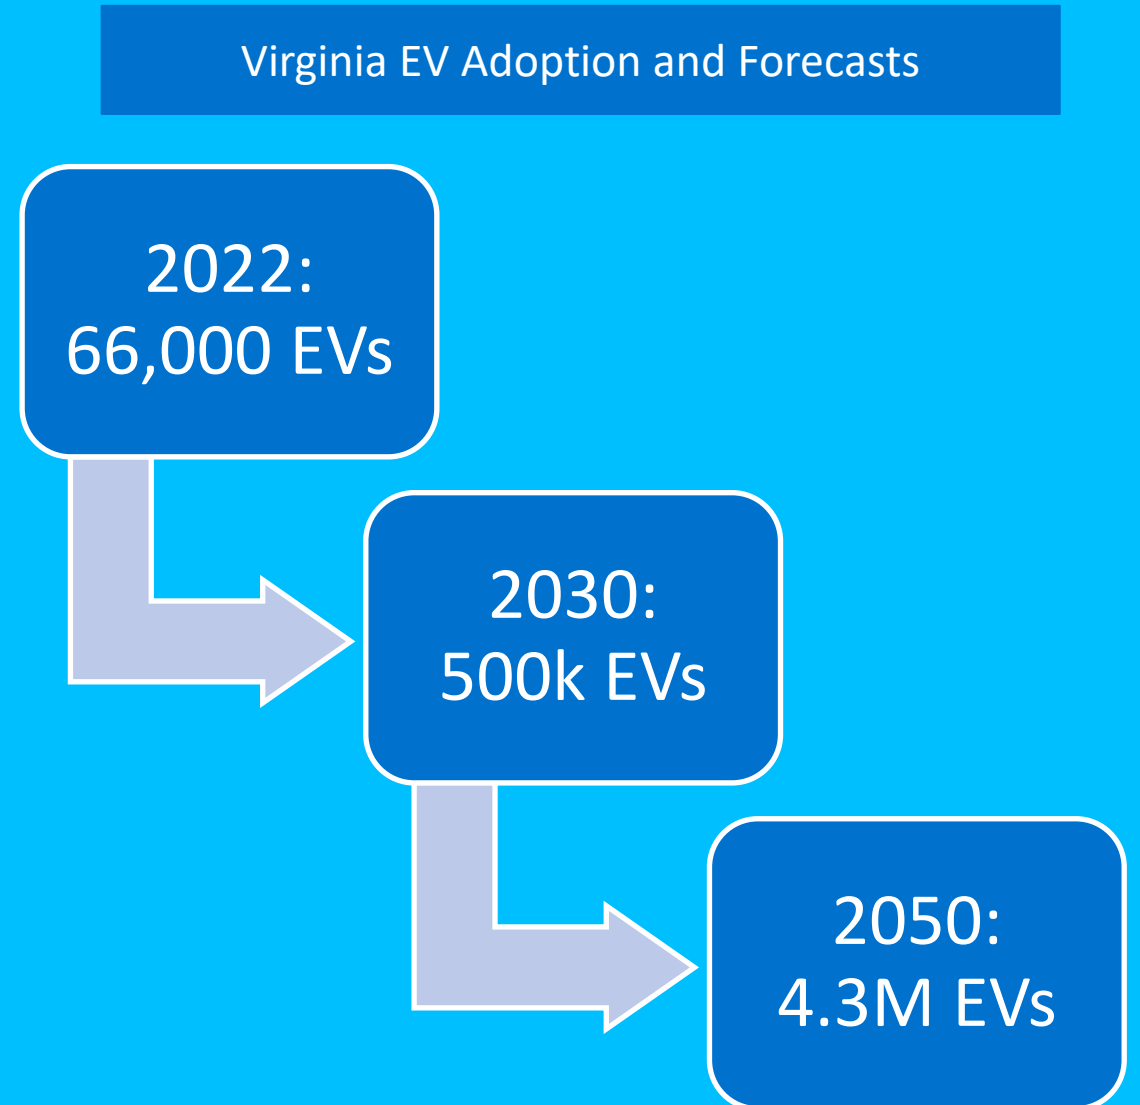 Virginia EV Adoption and Forecasts
2022:
66,000 EVs
2030:
500k EVs
2050:
4.3M EVs